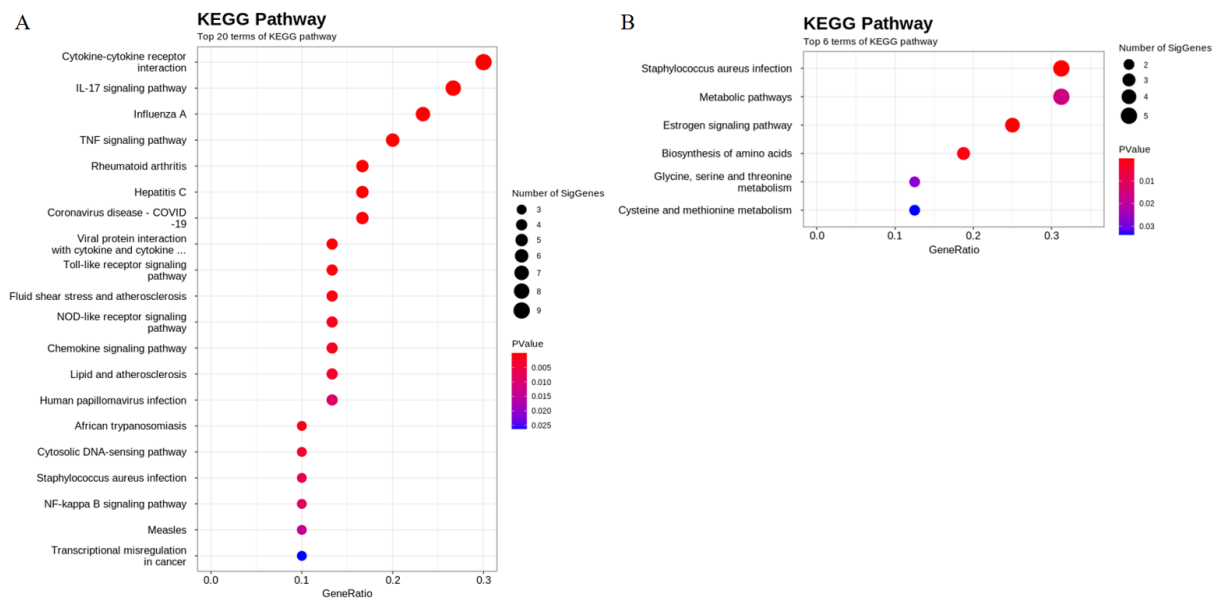 A
KEGG Pathway
Top 20 terms of KEGG pathway
Cytokine-cytokine receptor
interaction
IL-17 signaling pathway
Influenza A
TNF signaling pathway
Rheumatoid arthritis
Hepatitis C
Coronavirus disease - COVID
-19
Viral protein interaction
with cytokine and cytokine ...
Toll-like receptor signaling
pathway
Fluid shear stress and atherosclerosis
NOD-like receptor signaling
pathway
Chemokine signaling pathway
Lipid and atherosclerosis
Human papillomavirus infection
African trypanosomiasis
Cytosolic DNA-sensing pathway
Staphylococcus aureus infection
NF-kappa B signaling pathway
Measles
Transcriptional misregulation
in cancer
0.0 0.1 0.2 0.3
GeneRatio
Number of SigGenes
3
4
5
6
7
8
9
PValue
0.005
0.010
0.015
0.020
0.025
B
KEGG Pathway
Top 6 terms of KEGG pathway
Staphylococcus aureus infection
Metabolic pathways
Estrogen signaling pathway
Biosynthesis of amino acids
Glycine, serine and threonine
metabolism
Cysteine and methionine metabolism
0.0 0.1 0.2 0.3
GeneRatio
Number of SigGenes
2
3
4
5
PValue
0.01
0.02
0.03